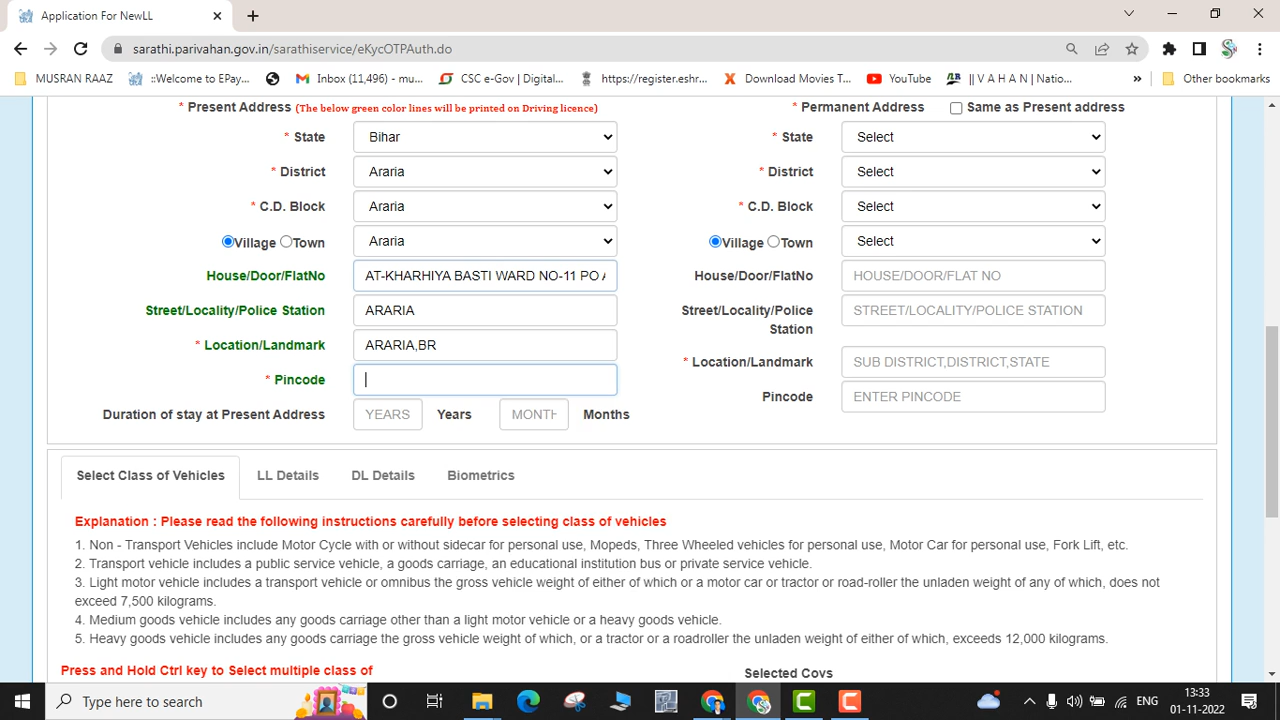 Application For NewLL
sarathi.parivahan.gov.in/sarathiservice/eKycOTPAuth.do
MUSRAN RAAZ ::Welcome to EPay... Inbox (11,496) - mu... CSC e-Gov | Digital... https://register.eshr... Download Movies T... YouTube || V A H A N | Natio... » Other bookmarks
* Present Address (The below green color lines will be printed on Driving licence) * Permanent Address Same as Present address
* State Bihar * State Select
* District Araria * District Select
* C.D. Block Araria * C.D. Block Select
Village Town Araria Village Town Select
House/Door/FlatNo AT-KHARHIYA BASTI WARD NO-11 PO House/Door/FlatNo HOUSE/DOOR/FLAT NO
Street/Locality/Police Station ARARIA Street/Locality/Police STREET/LOCALITY/POLICE STATION
Station
* Location/Landmark ARARIA,BR * Location/Landmark SUB DISTRICT,DISTRICT,STATE
* Pincode Pincode ENTER PINCODE
Duration of stay at Present Address YEARS Years MONTH Months
Select Class of Vehicles LL Details DL Details Biometrics
Explanation : Please read the following instructions carefully before selecting class of vehicles
1. Non - Transport Vehicles include Motor Cycle with or without sidecar for personal use, Mopeds, Three Wheeled vehicles for personal use, Motor Car for personal use, Fork Lift, etc.
2. Transport vehicle includes a public service vehicle, a goods carriage, an educational institution bus or private service vehicle.
3. Light motor vehicle includes a transport vehicle or omnibus the gross vehicle weight of either of which or a motor car or tractor or road-roller the unladen weight of any of which, does not
exceed 7,500 kilograms.
4. Medium goods vehicle includes any goods carriage other than a light motor vehicle or a heavy goods vehicle.
5. Heavy goods vehicle includes any goods carriage the gross vehicle weight of which, or a tractor or a roadroller the unladen weight of either of which, exceeds 12,000 kilograms.
Press and Hold Ctrl key to Select multiple class of Selected Covs
Type here to search ENG 13:33
01-11-2022